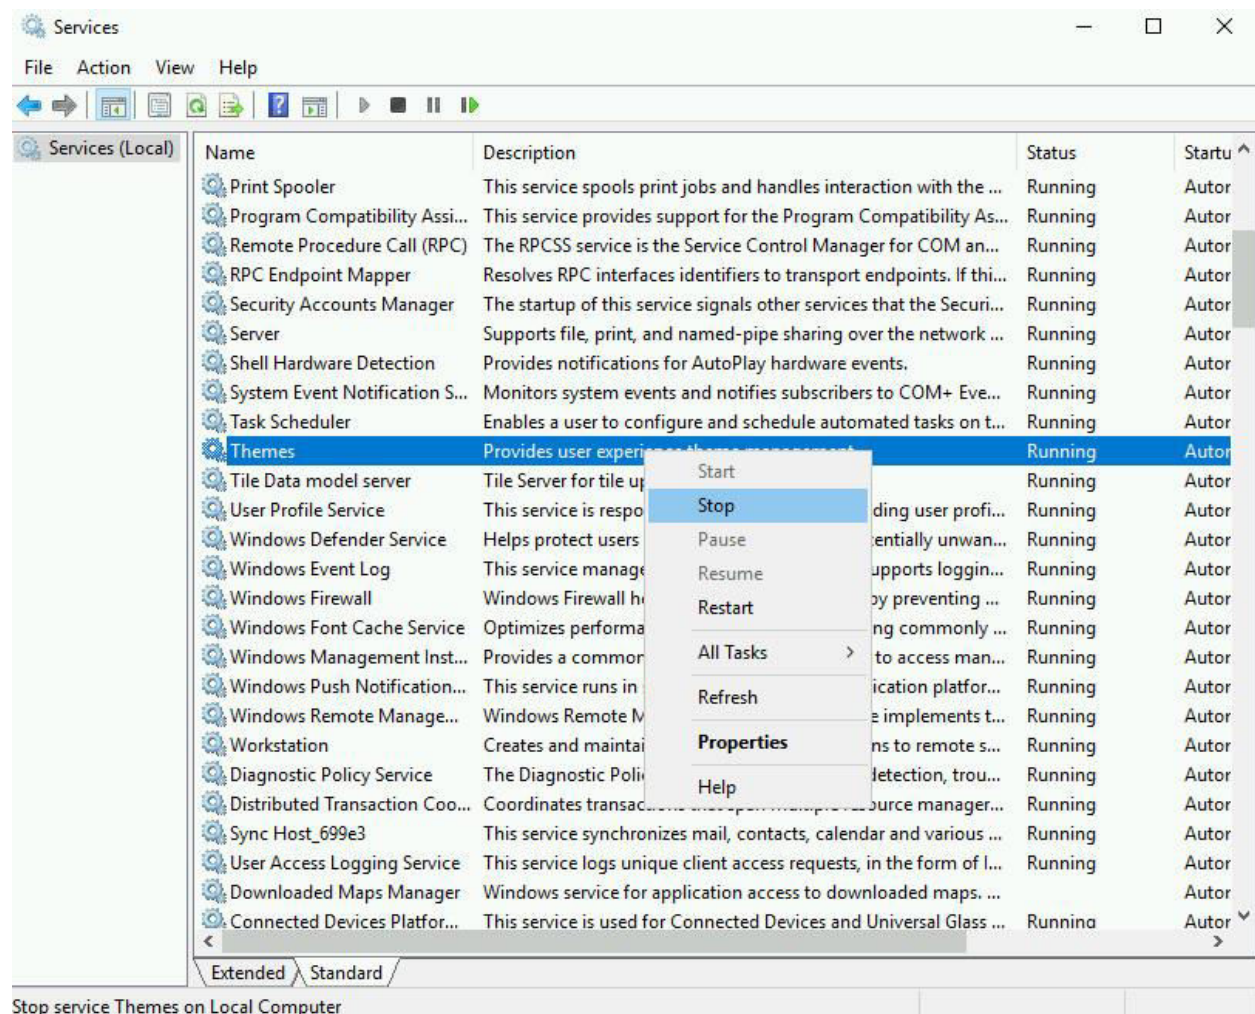 Services
File Action View Help
Services (Local)
Name Description Status Startu
Print Spooler This service spools print jobs and handles interaction with the ... Running Autor
Program Compatibility Assi... This service provides support for the Program Compatibility As... Running Autor
Remote Procedure Call (RPC) The RPCSS service is the Service Control Manager for COM an... Running Autor
RPC Endpoint Mapper Resolves RPC interfaces identifiers to transport endpoints. If thi... Running Autor
Security Accounts Manager The startup of this service signals other services that the Securi... Running Autor
Server Supports file, print, and named-pipe sharing over the network ... Running Autor
Shell Hardware Detection Provides notifications for AutoPlay hardware events. Running Autor
System Event Notification S... Monitors system events and notifies subscribers to COM+ Eve... Running Autor
Task Scheduler Enables a user to configure and schedule automated tasks on t... Running Autor
Themes Provides user experience theme management. Running Autor
Tile Data model server Tile Server for tile up Running Autor
User Profile Service This service is respo ding user profi... Running Autor
Windows Defender Service Helps protect users entially unwan... Running Autor
Windows Event Log This service manage upports loggin... Running Autor
Windows Firewall Windows Firewall h by preventing ... Running Autor
Windows Font Cache Service Optimizes performa ng commonly ... Running Autor
Windows Management Inst... Provides a common to access man... Running Autor
Windows Push Notification... This service runs in ication platfor... Running Autor
Windows Remote Manage... Windows Remote M e implements t... Running Autor
Workstation Creates and maintai ns to remote s... Running Autor
Diagnostic Policy Service The Diagnostic Poli detection, trou... Running Autor
Distributed Transaction Coo... Coordinates transactions that span multiple resource manager... Running Autor
Sync Host_699e3 This service synchronizes mail, contacts, calendar and various ... Running Autor
User Access Logging Service This service logs unique client access requests, in the form of I... Running Autor
Downloaded Maps Manager Windows service for application access to downloaded maps. ... Autor
Connected Devices Platfor... This service is used for Connected Devices and Universal Glass ... Running Autor
Start
Stop
Pause
Resume
Restart
All Tasks
Refresh
Properties
Help
Extended Standard
Stop service Themes on Local Computer